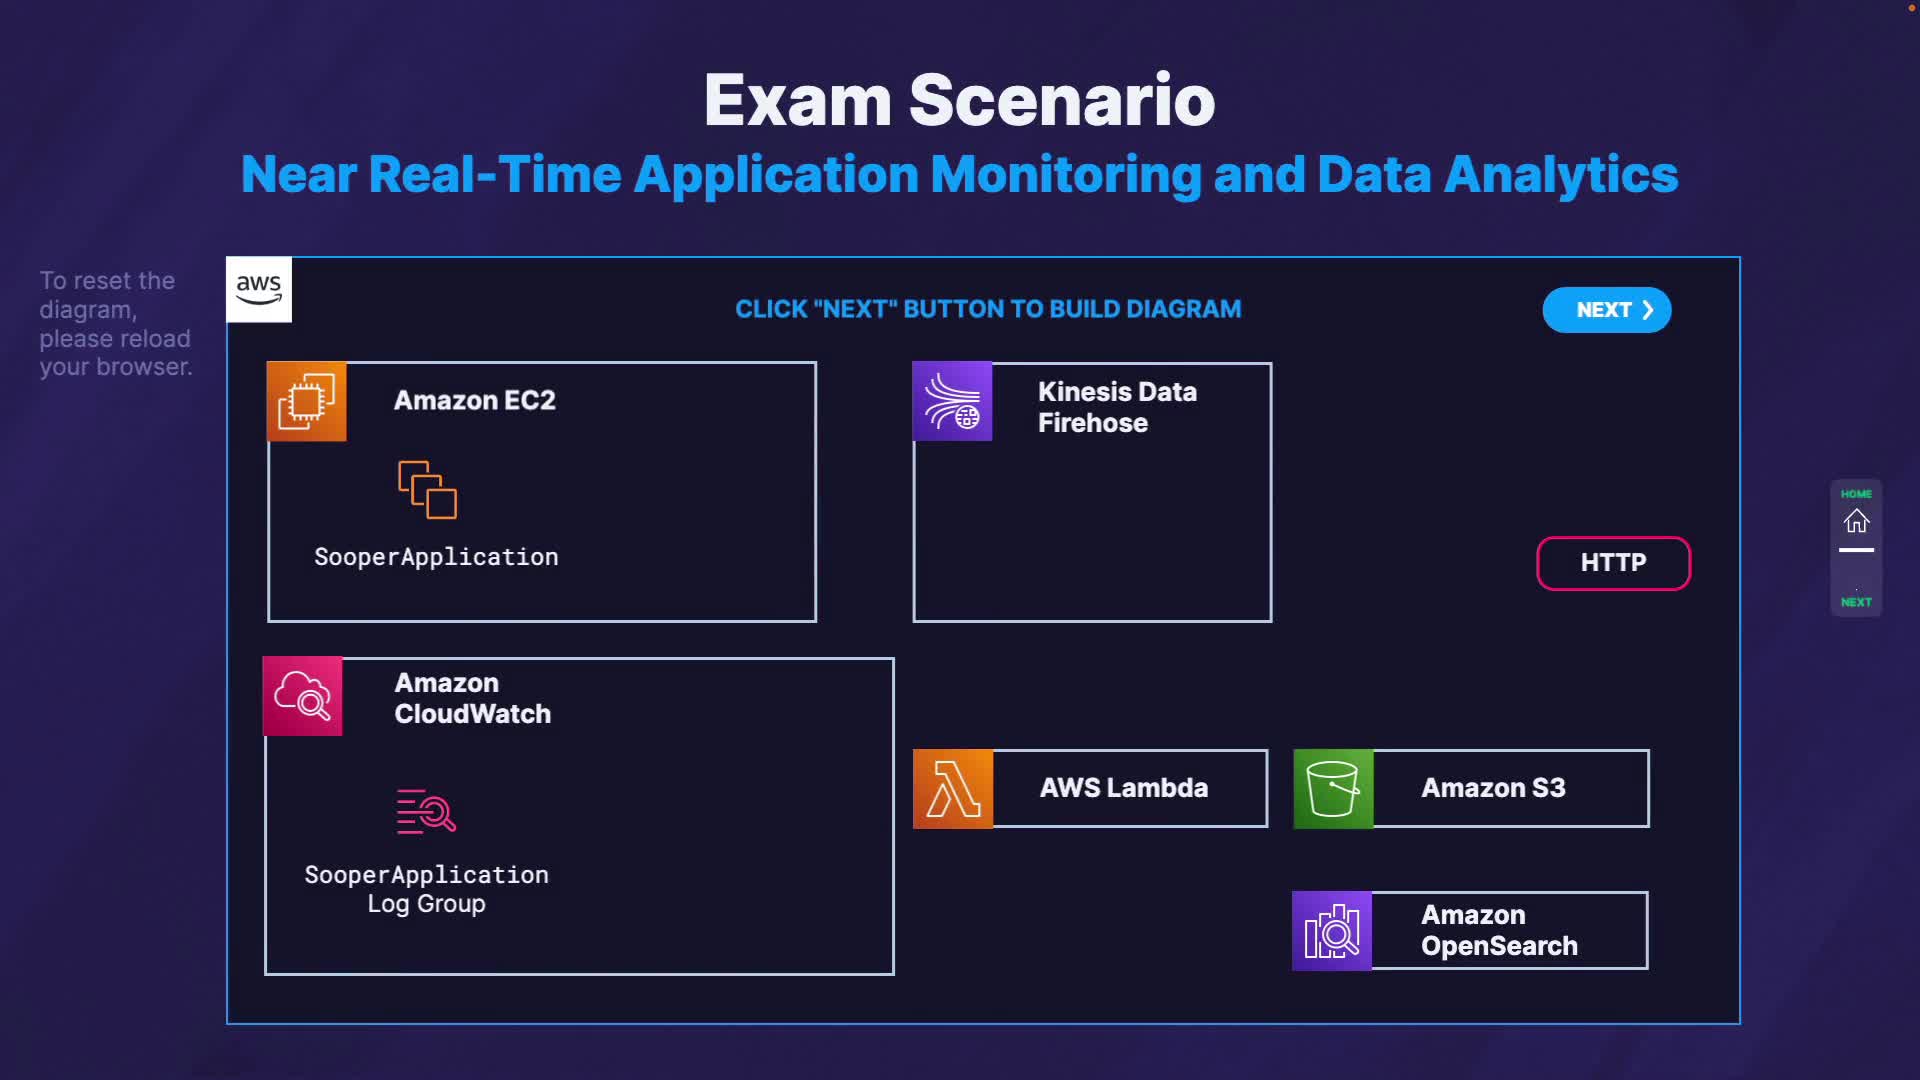 Exam Scenario
Near Real-Time Application Monitoring and Data Analytics
To reset the
diagram,
please reload
your browser.
aws
CLICK "NEXT" BUTTON TO BUILD DIAGRAM
NEXT
Amazon EC2
SooperApplication
Kinesis Data
Firehose
HTTP
HOME
NEXT
Amazon
CloudWatch
SooperApplication
Log Group
AWS Lambda
Amazon S3
Amazon
OpenSearch